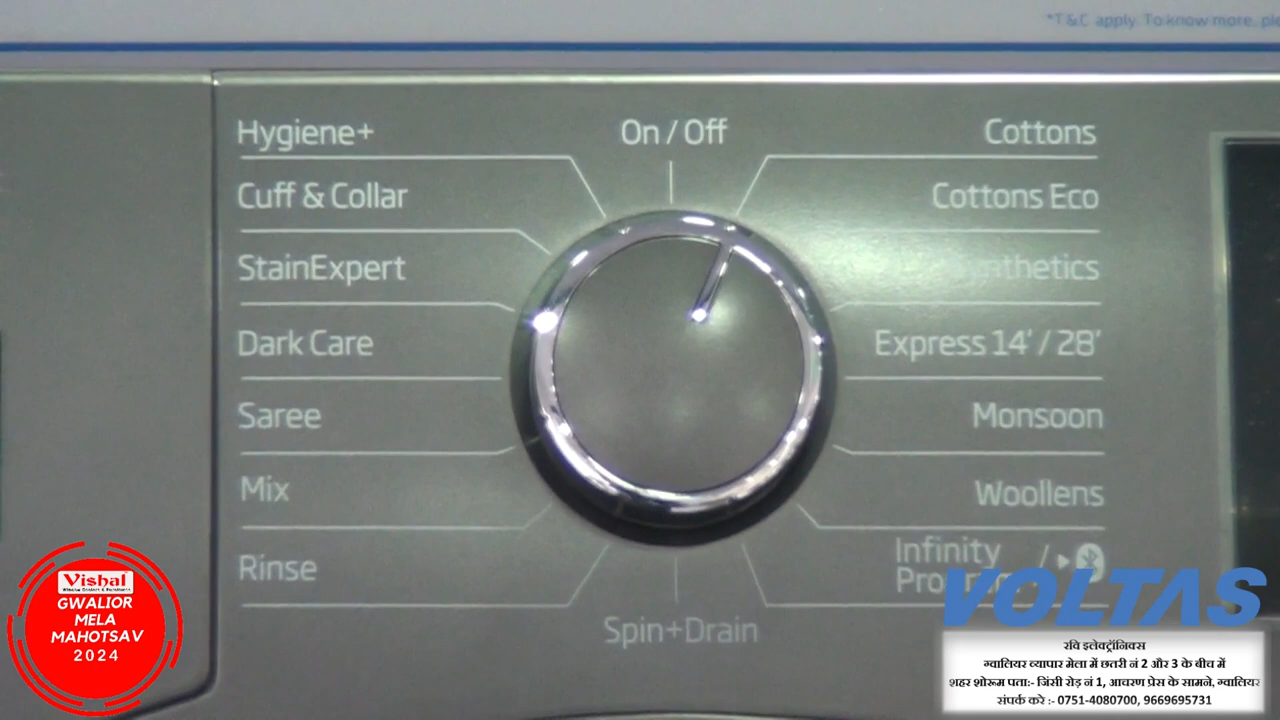 *T&C apply. To know more, ple
Hygiene+
On / Off
Cottons
Cuff & Collar
Cottons Eco
StainExpert
Dark Care
Express 14' / 28'
Saree
Monsoon
Mix
Woollens
Rinse
Infinity /
Spin+Drain
Vishal
GWALIOR
MELA
MAHOTSAV
2024
VOLTAS
रवि इलेक्ट्रॉनिक्स
ग्वालियर व्यापार मेला में छतरी नं 2 और 3 के बीच में
शहर शोरूम पता:- जिंसी रोड़ नं 1, आचरण प्रेस के सामने, ग्वालियर
संपर्क करे :- 0751-4080700, 9669695731